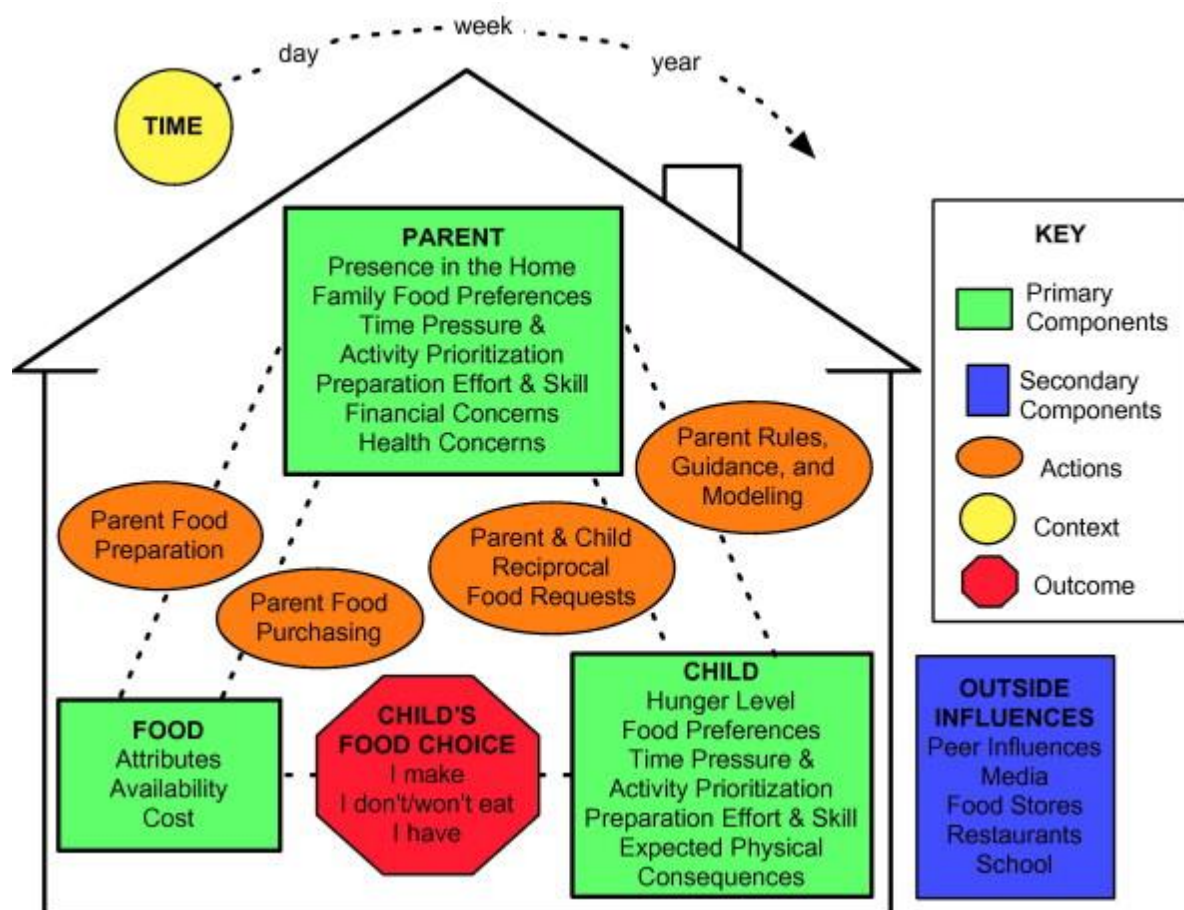 week
day
year
TIME
PARENT
Presence in the Home
Family Food Preferences
Time Pressure &
Activity Prioritization
Preparation Effort & Skill
Financial Concerns
Health Concerns
KEY
Primary
Components
Secondary
Components
Actions
Context
Outcome
Parent Rules,
Guidance, and
Modeling
Parent Food
Preparation
Parent & Child
Reciprocal
Food Requests
Parent Food
Purchasing
FOOD
Attributes
Availability
Cost
CHILD'S
FOOD CHOICE
I make
I don't/won't eat
I have
CHILD
Hunger Level
Food Preferences
Time Pressure &
Activity Prioritization
Preparation Effort & Skill
Expected Physical
Consequences
OUTSIDE
INFLUENCES
Peer Influences
Media
Food Stores
Restaurants
School